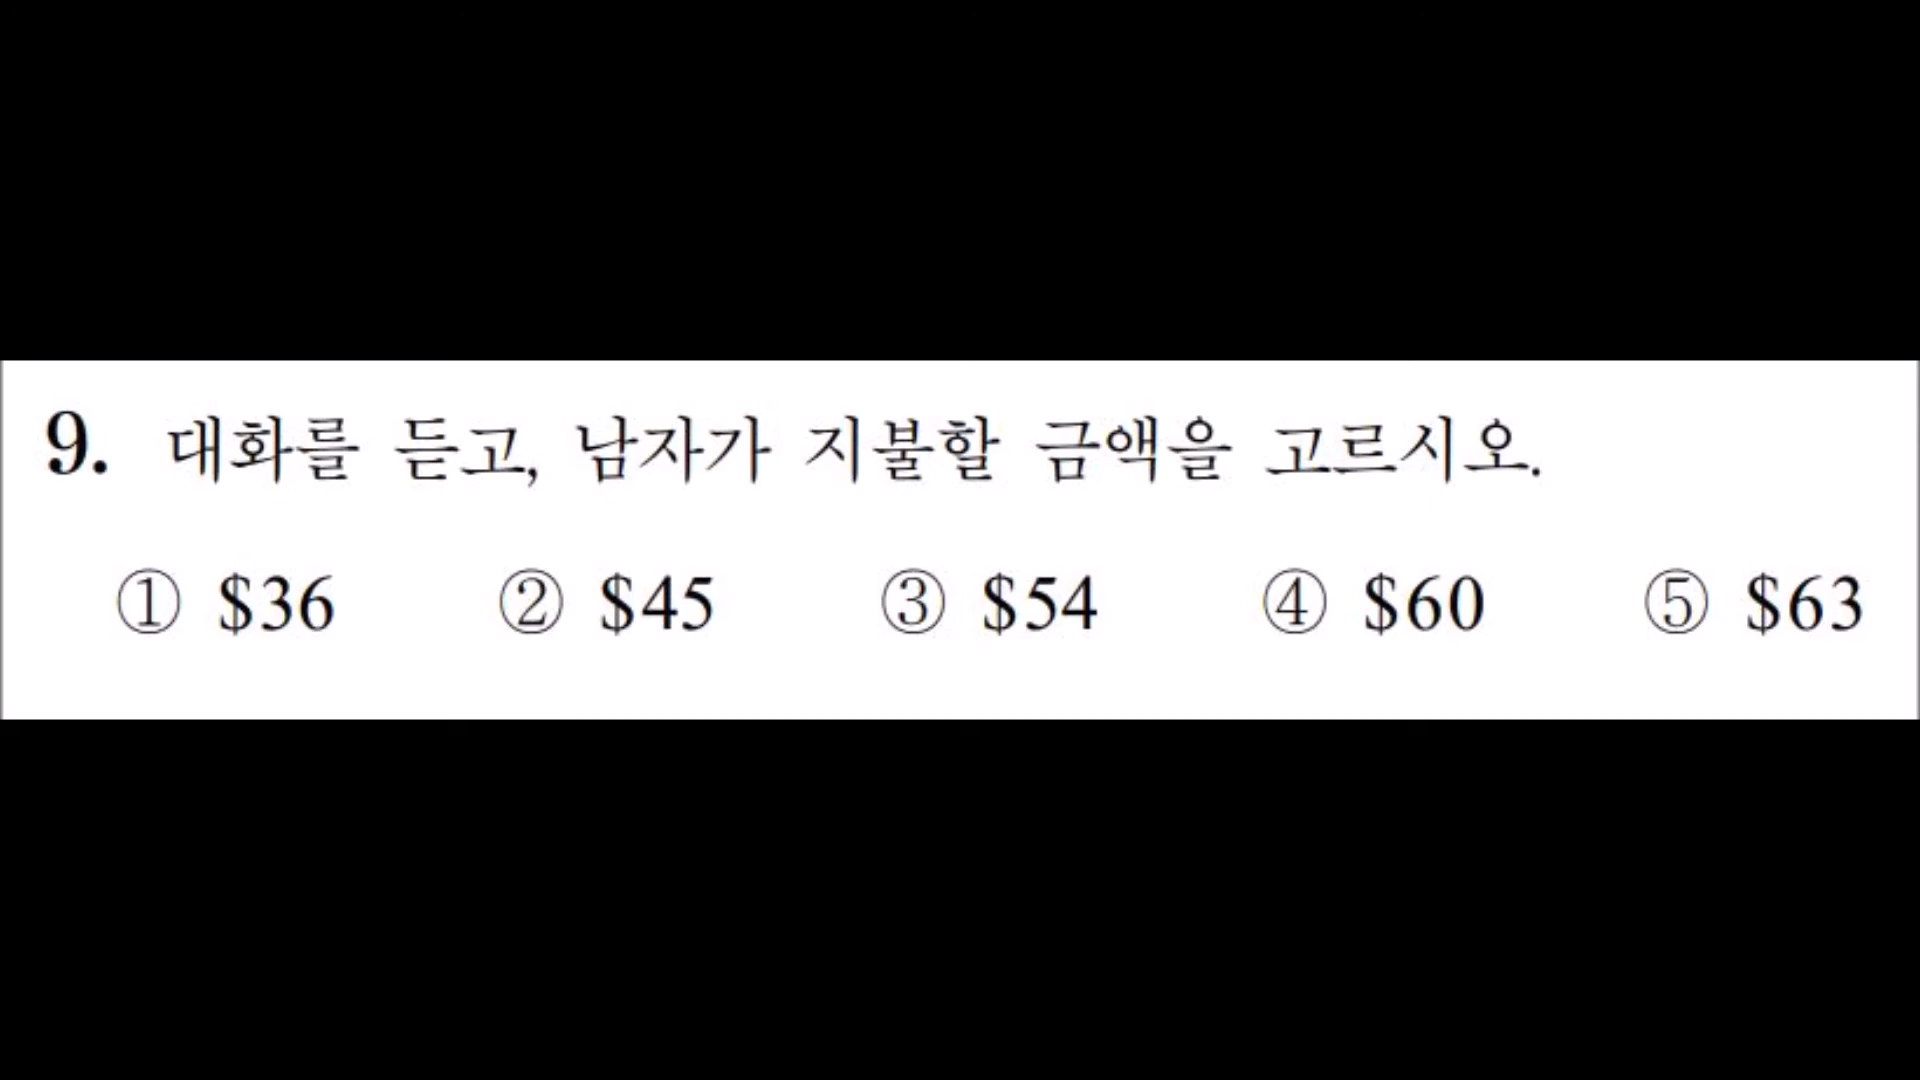 9. 대화를 듣고, 남자가 지불할 금액을 고르시오.
① $36 ② $45 ③ $54 ④ $60 ⑤ $63